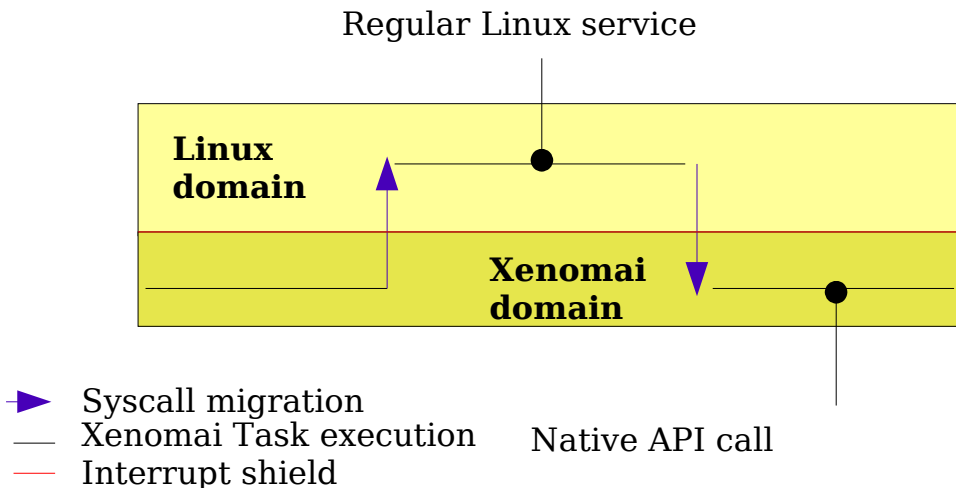 Regular Linux service
Linux
domain
Xenomai
domain
Syscall migration
Xenomai Task execution
Native API call
Interrupt shield